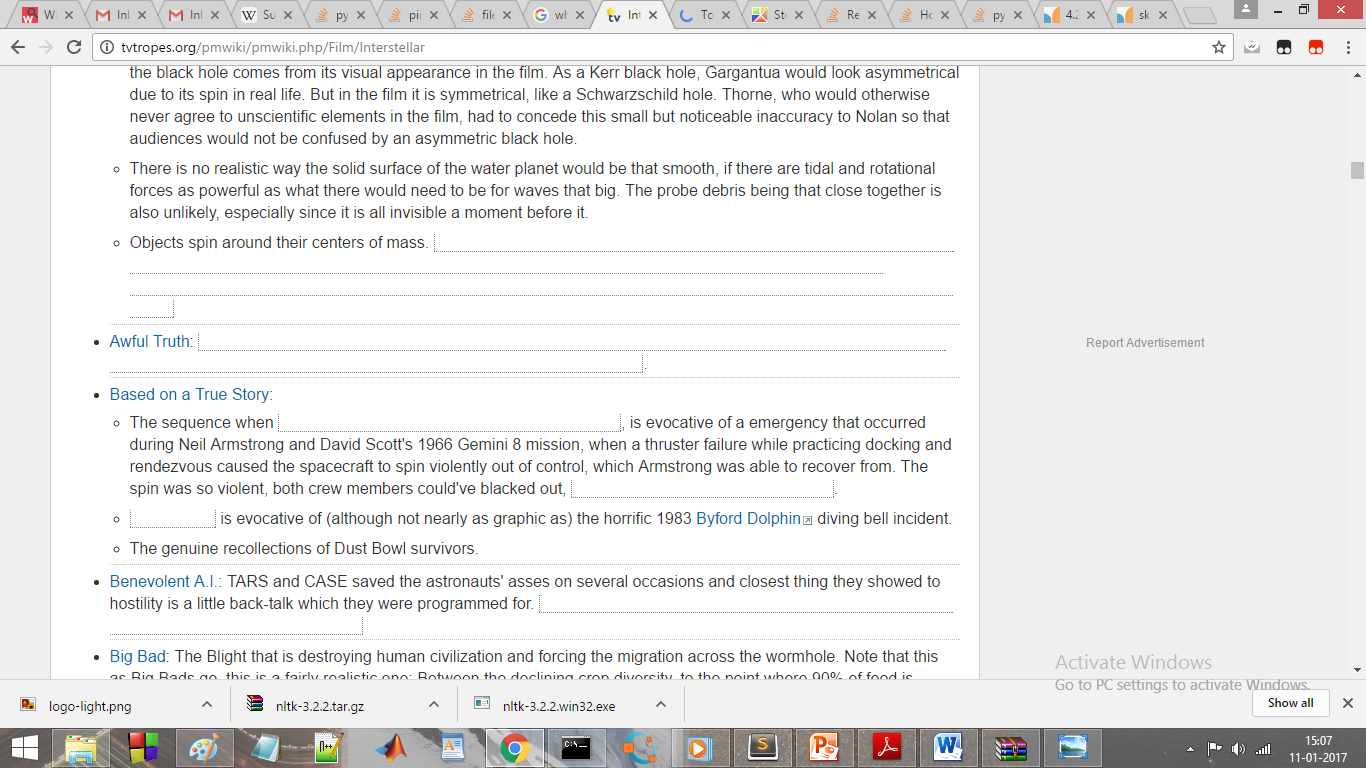 Wl
Inl
Inl
Su
py
pic
file
wh
Int
To
St
Re
Ho
py
4.2
sk
tvtropes.org/pmwiki/pmwiki.php/Film/Interstellar
the black hole comes from its visual appearance in the film. As a Kerr black hole, Gargantua would look asymmetrical
due to its spin in real life. But in the film it is symmetrical, like a Schwarzschild hole. Thorne, who would otherwise
never agree to unscientific elements in the film, had to concede this small but noticeable inaccuracy to Nolan so that
audiences would not be confused by an asymmetric black hole.
There is no realistic way the solid surface of the water planet would be that smooth, if there are tidal and rotational
forces as powerful as what there would need to be for waves that big. The probe debris being that close together is
also unlikely, especially since it is all invisible a moment before it.
Objects spin around their centers of mass.
Awful Truth:
.
Based on a True Story:
The sequence when , is evocative of a emergency that occurred
during Neil Armstrong and David Scott's 1966 Gemini 8 mission, when a thruster failure while practicing docking and
rendezvous caused the spacecraft to spin violently out of control, which Armstrong was able to recover from. The
spin was so violent, both crew members could've blacked out, .
is evocative of (although not nearly as graphic as) the horrific 1983 Byford Dolphin diving bell incident.
The genuine recollections of Dust Bowl survivors.
Benevolent A.I.: TARS and CASE saved the astronauts' asses on several occasions and closest thing they showed to
hostility is a little back-talk which they were programmed for.
Big Bad: The Blight that is destroying human civilization and forcing the migration across the wormhole. Note that this
as Big Bads go, this is a fairly realistic one: Between the declining crop diversity, to the point where 90% of food is
Report Advertisement
Activate Windows
Go to PC settings to activate Windows.
logo-light.png
nltk-3.2.2.tar.gz
nltk-3.2.2.win32.exe
Show all
15:07
11-01-2017